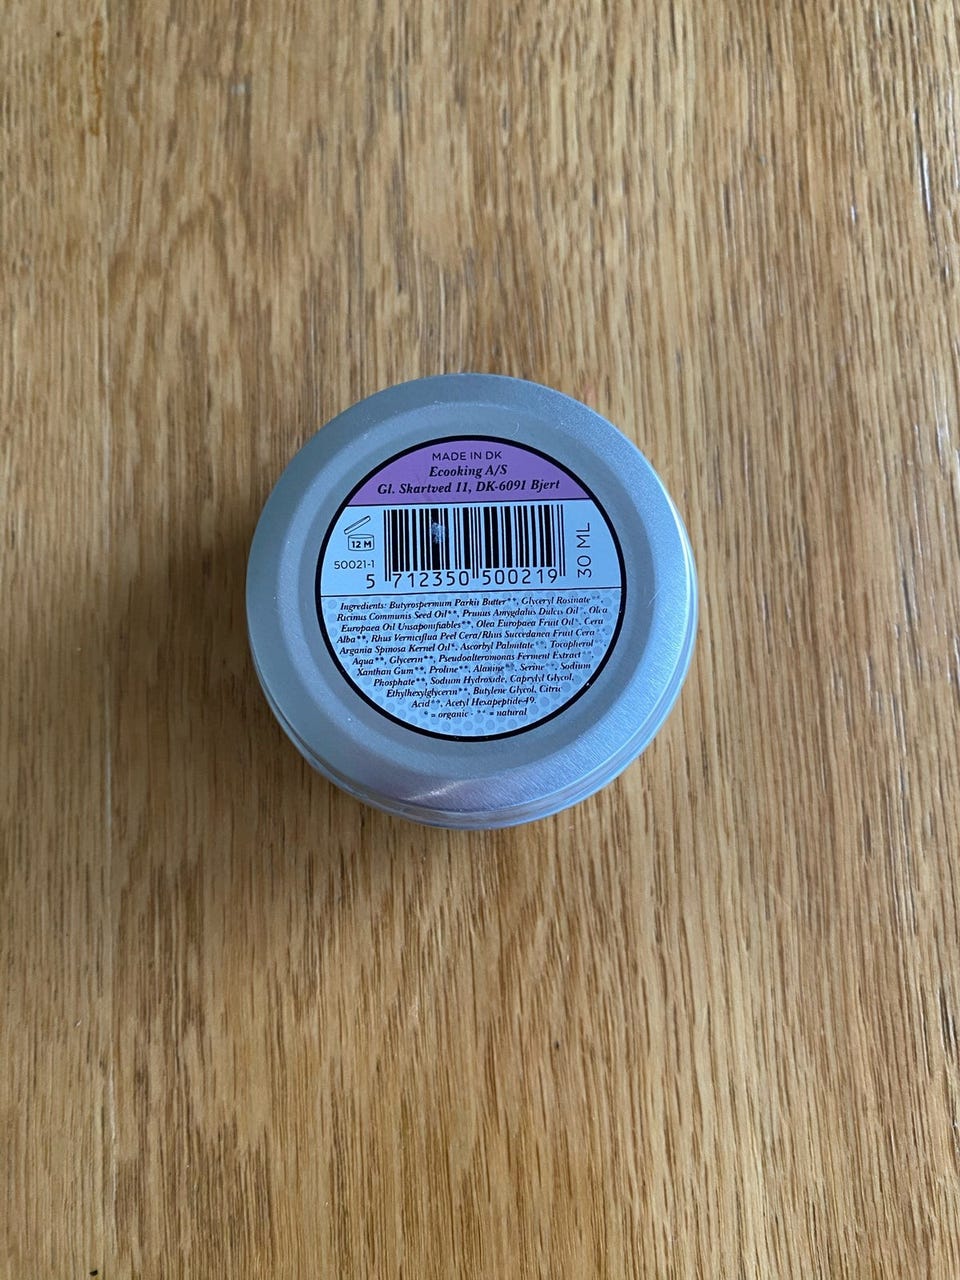 MADE IN DK
Ecooking A/S
Gl. Skartved 11, DK-6091 Bjert
12 M
50021-1
5 712350 500219
30 ML
Ingredients: Butyrospermum Parkii Butter**, Glyceryl Rosinate**,
Ricinus Communis Seed Oil**, Prunus Amygdalus Dulcis Oil*, Olea
Europaea Oil Unsaponifiables**, Olea Europaea Fruit Oil*, Cera
Alba**, Rhus Verniciflua Peel Cera/Rhus Succedanea Fruit Cera**,
Argania Spinosa Kernel Oil*, Ascorbyl Palmitate**, Tocopherol**,
Aqua**, Glycerin**, Pseudoalteromonas Ferment Extract**,
Xanthan Gum**, Proline**, Alanine**, Serine**, Sodium
Phosphate**, Sodium Hydroxide, Caprylyl Glycol,
Ethylhexylglycerin**, Butylene Glycol, Citric
Acid**, Acetyl Hexapeptide-49.
* = organic - ** = natural